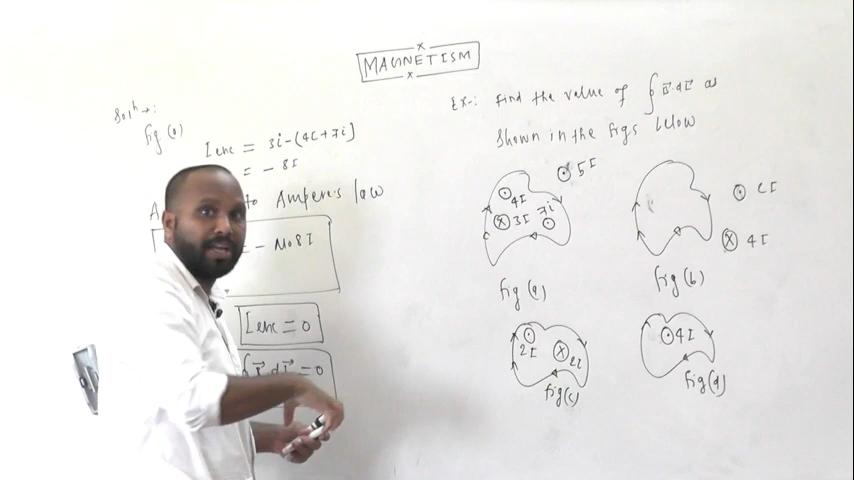 MAGNETISM
Solⁿ →:
fig (a)
Ienc = 3i - (4i + 7i)
= - 8I
to Ampere's law
= - μ0 8I
Ienc = 0
dl = 0
Ex-: Find the value of ∮ B⃗.dl⃗ as
Shown in the figs below
5I
4I
3I 7i
fig (a)
2I
4I
fig (b)
2I
2I
fig (c)
4I
fig (d)